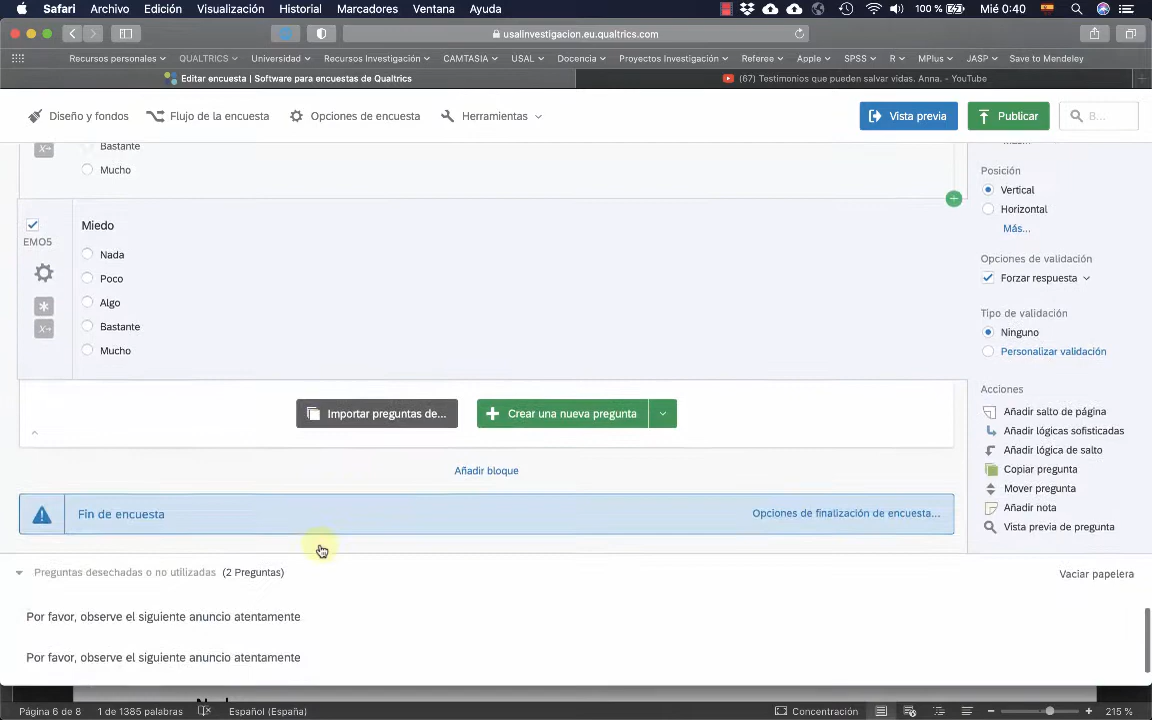 Safari Archivo Edición Visualización Historial Marcadores Ventana Ayuda 100 % Mié 0:40
usalinvestigacion.eu.qualtrics.com
Recursos personales QUALTRICS Universidad Recursos Investigación CAMTASIA USAL Docencia Proyectos Investigación Referee Apple SPSS R MPlus JASP Save to Mendeley
Editar encuesta | Software para encuestas de Qualtrics (67) Testimonios que pueden salvar vidas. Anna. - YouTube
Diseño y fondos Flujo de la encuesta Opciones de encuesta Herramientas Vista previa Publicar B...
Bastante
Mucho
Posición
Vertical
Horizontal
Más...
EMO5
Miedo
Nada
Poco
Algo
Bastante
Mucho
Opciones de validación
Forzar respuesta
Tipo de validación
Ninguno
Personalizar validación
Acciones
Añadir salto de página
Añadir lógicas sofisticadas
Añadir lógica de salto
Copiar pregunta
Mover pregunta
Añadir nota
Vista previa de pregunta
Importar preguntas de... Crear una nueva pregunta
Añadir bloque
Fin de encuesta Opciones de finalización de encuesta...
Preguntas desechadas o no utilizadas (2 Preguntas) Vaciar papelera
Por favor, observe el siguiente anuncio atentamente
Por favor, observe el siguiente anuncio atentamente
Página 6 de 8 1 de 1385 palabras Español (España) Concentración 215 %